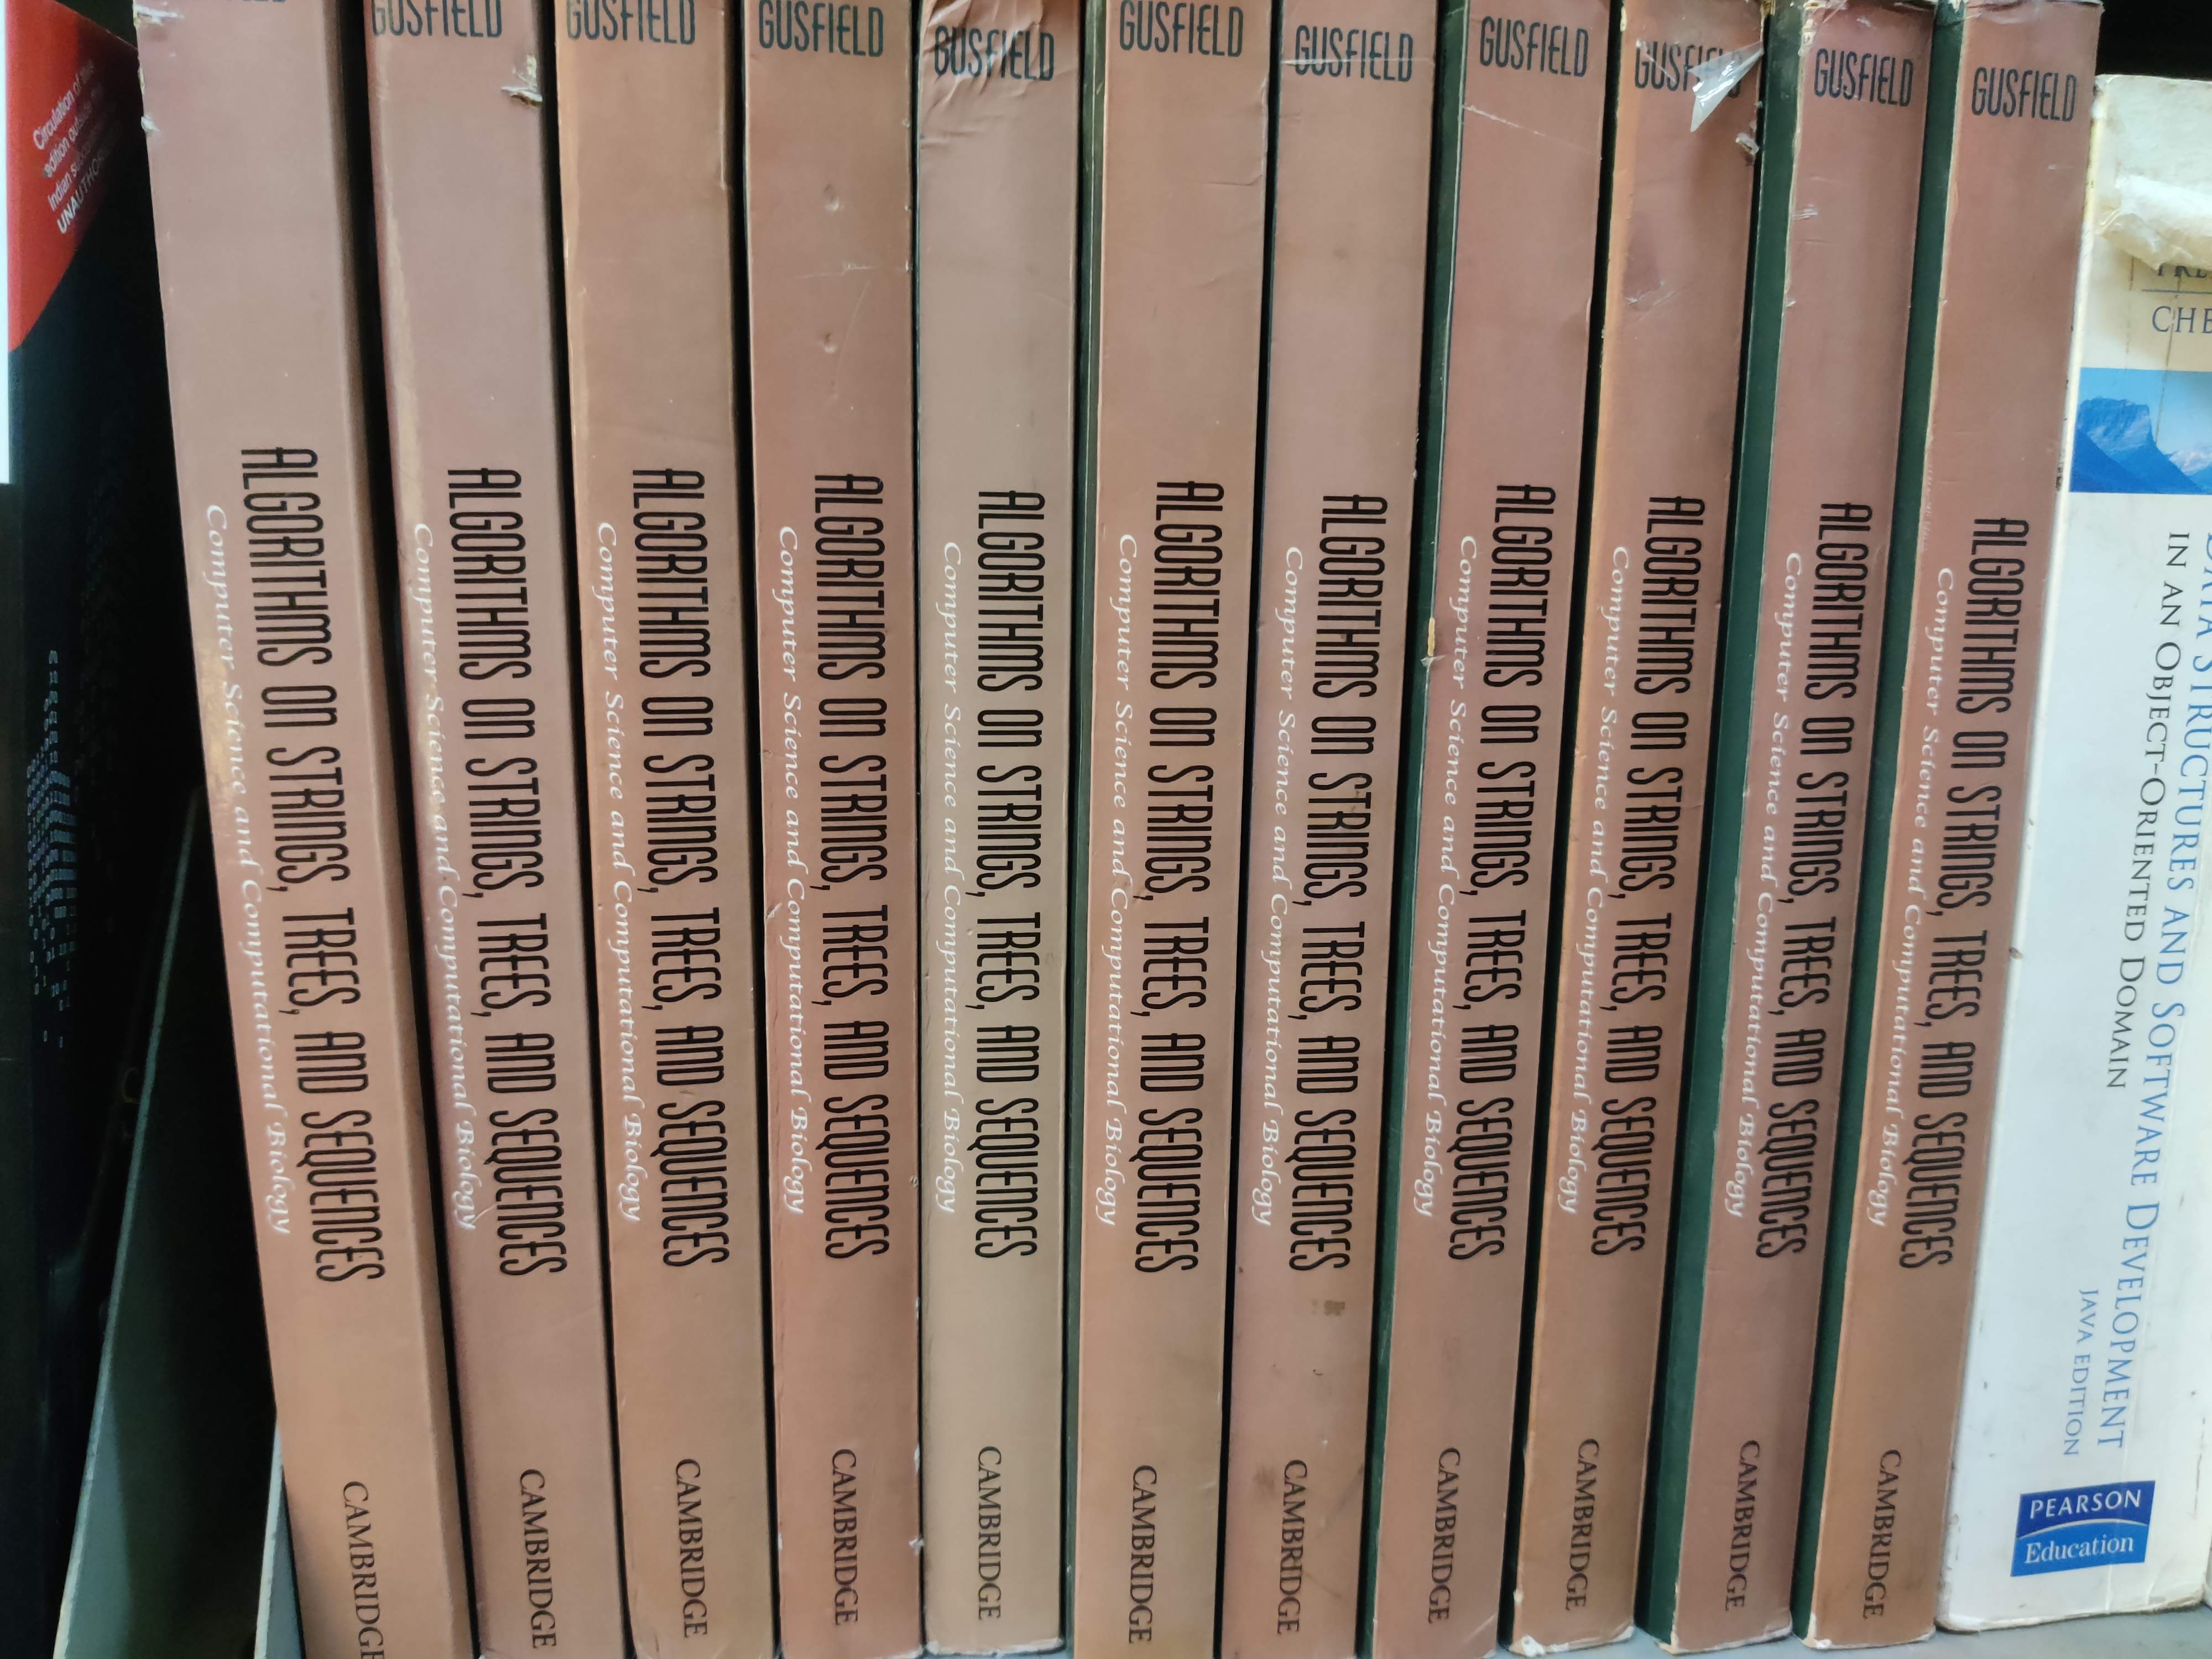 Circulation of this
edition outside the
Indian
ALGORITHMS ON STRINGS, TREES, AND SEQUENCES
Computer Science and Computational Biology
CAMBRIDGE
GUSFIELD
ALGORITHMS ON STRINGS, TREES, AND SEQUENCES
Computer Science and Computational Biology
CAMBRIDGE
GUSFIELD
ALGORITHMS ON STRINGS, TREES, AND SEQUENCES
Computer Science and Computational Biology
CAMBRIDGE
GUSFIELD
ALGORITHMS ON STRINGS, TREES, AND SEQUENCES
Computer Science and Computational Biology
CAMBRIDGE
GUSFIELD
ALGORITHMS ON STRINGS, TREES, AND SEQUENCES
Computer Science and Computational Biology
CAMBRIDGE
GUSFIELD
ALGORITHMS ON STRINGS, TREES, AND SEQUENCES
Computer Science and Computational Biology
CAMBRIDGE
GUSFIELD
ALGORITHMS ON STRINGS, TREES, AND SEQUENCES
Computer Science and Computational Biology
CAMBRIDGE
GUSFIELD
ALGORITHMS ON STRINGS, TREES, AND SEQUENCES
Computer Science and Computational Biology
CAMBRIDGE
GUSFIELD
ALGORITHMS ON STRINGS, TREES, AND SEQUENCES
Computer Science and Computational Biology
CAMBRIDGE
GUSFIELD
ALGORITHMS ON STRINGS, TREES, AND SEQUENCES
Computer Science and Computational Biology
CAMBRIDGE
GUSFIELD
ALGORITHMS ON STRINGS, TREES, AND SEQUENCES
Computer Science and Computational Biology
CAMBRIDGE
DATA STRUCTURES AND SOFTWARE DEVELOPMENT
IN AN OBJECT-ORIENTED DOMAIN
JAVA EDITION
PEARSON
Education